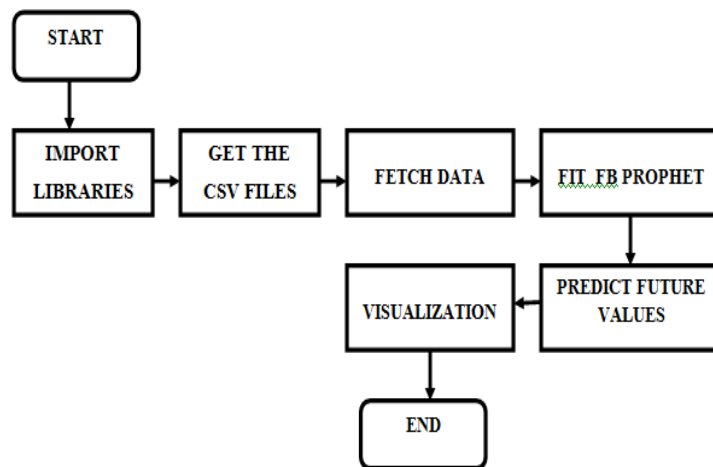 START
IMPORT
LIBRARIES
GET THE
CSV FILES
FETCH DATA
FIT FB PROPHET
PREDICT FUTURE
VALUES
VISUALIZATION
END